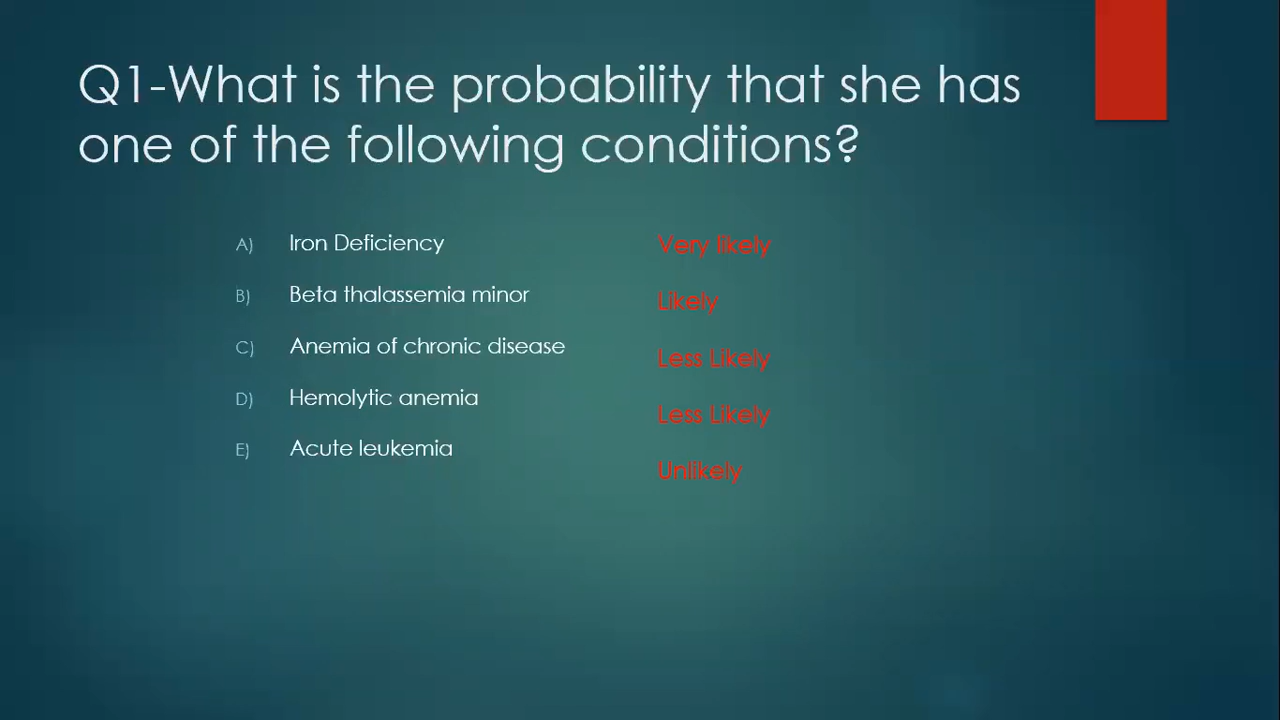 Q1-What is the probability that she has
one of the following conditions?
A) Iron Deficiency Very likely
B) Beta thalassemia minor Likely
C) Anemia of chronic disease Less Likely
D) Hemolytic anemia Less Likely
E) Acute leukemia Unlikely